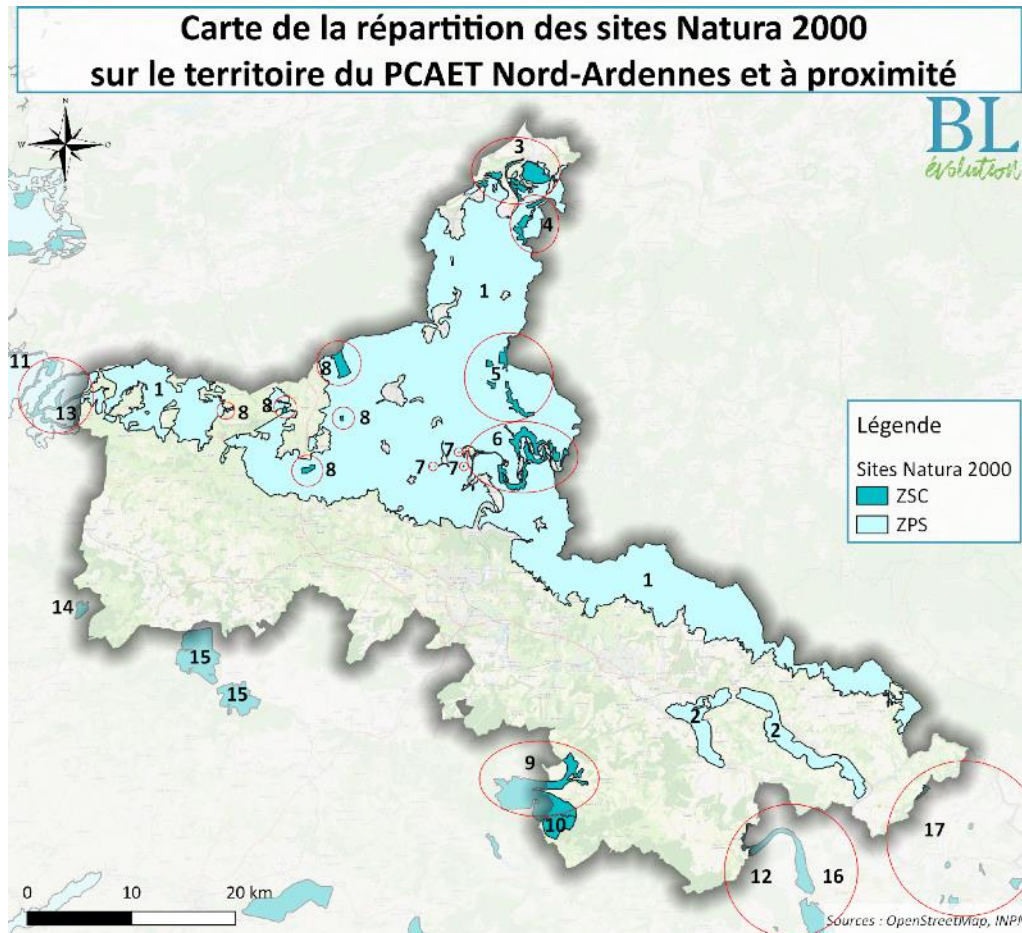 Carte de la répartition des sites Natura 2000
sur le territoire du PCAET Nord-Ardennes et à proximité
BL
évolution
N
W
O
S
3
4
1
11
13
1
8
8
8
8
8
5
6
7
7
7
Légende
Sites Natura 2000
ZSC
ZPS
1
14
15
15
2
2
9
10
12
16
17
0 10 20 km
Sources : OpenStreetMap, INPN